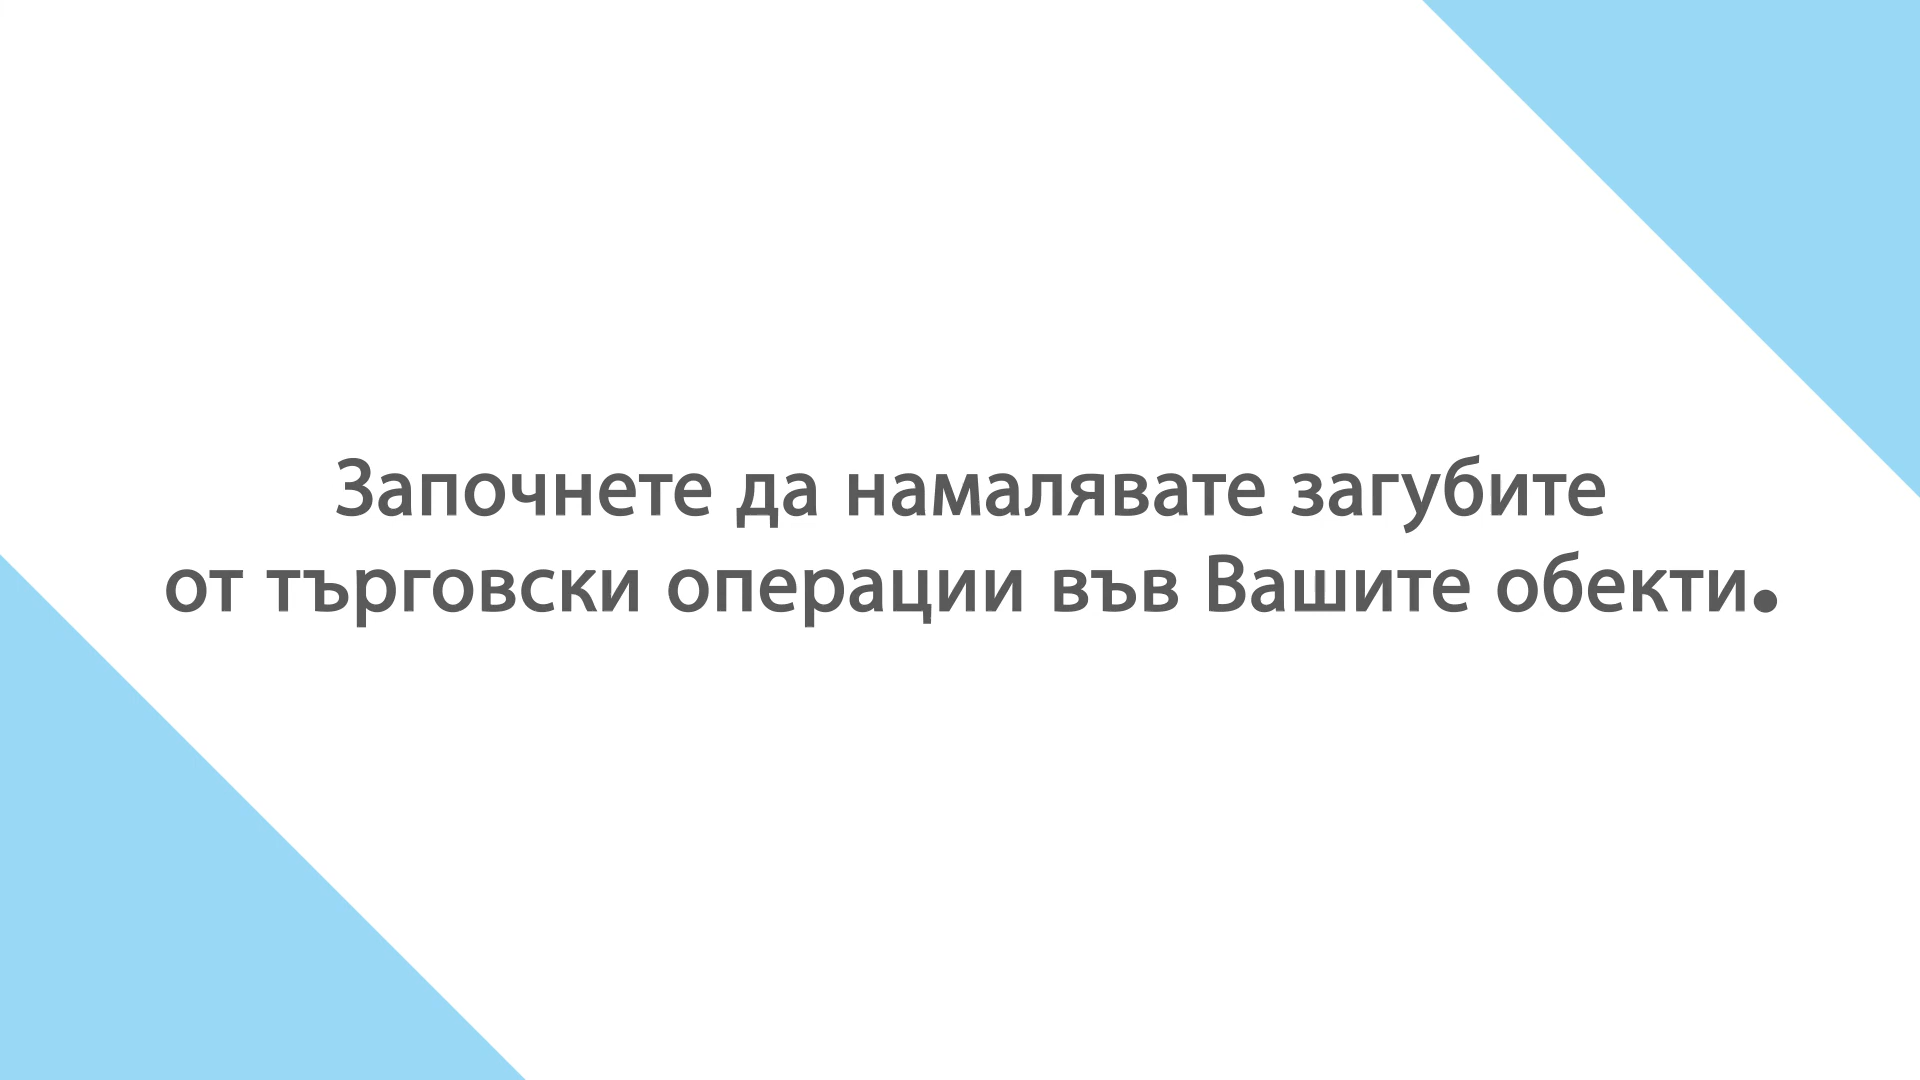 Започнете да намалявате загубите
от търговски операции във Вашите обекти.